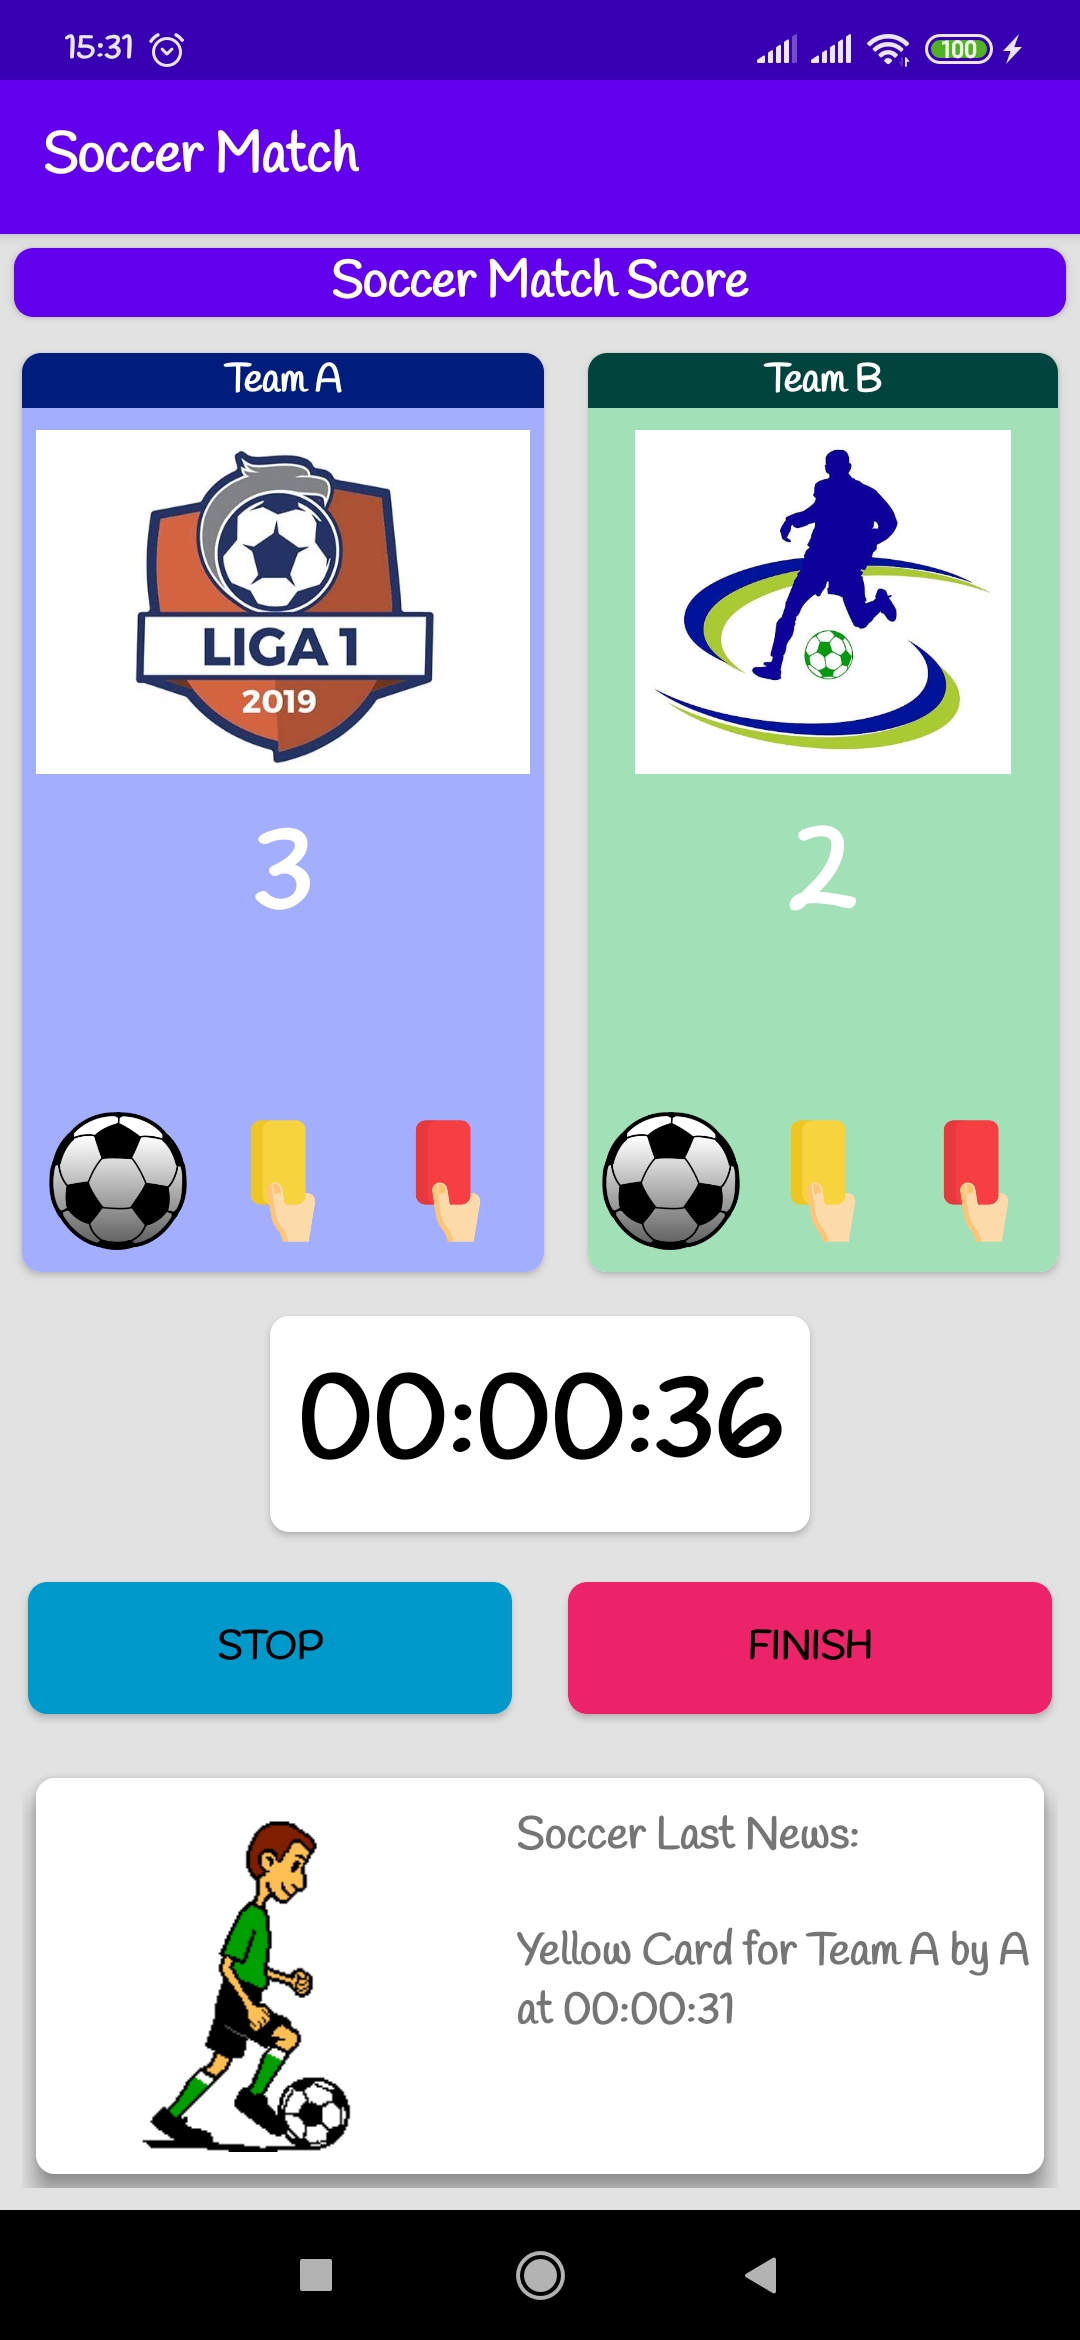 15:31
100
Soccer Match
Soccer Match Score
Team A
Team B
LIGA 1
2019
3
2
00:00:36
STOP
FINISH
Soccer Last News:
Yellow Card for Team A by A
at 00:00:31